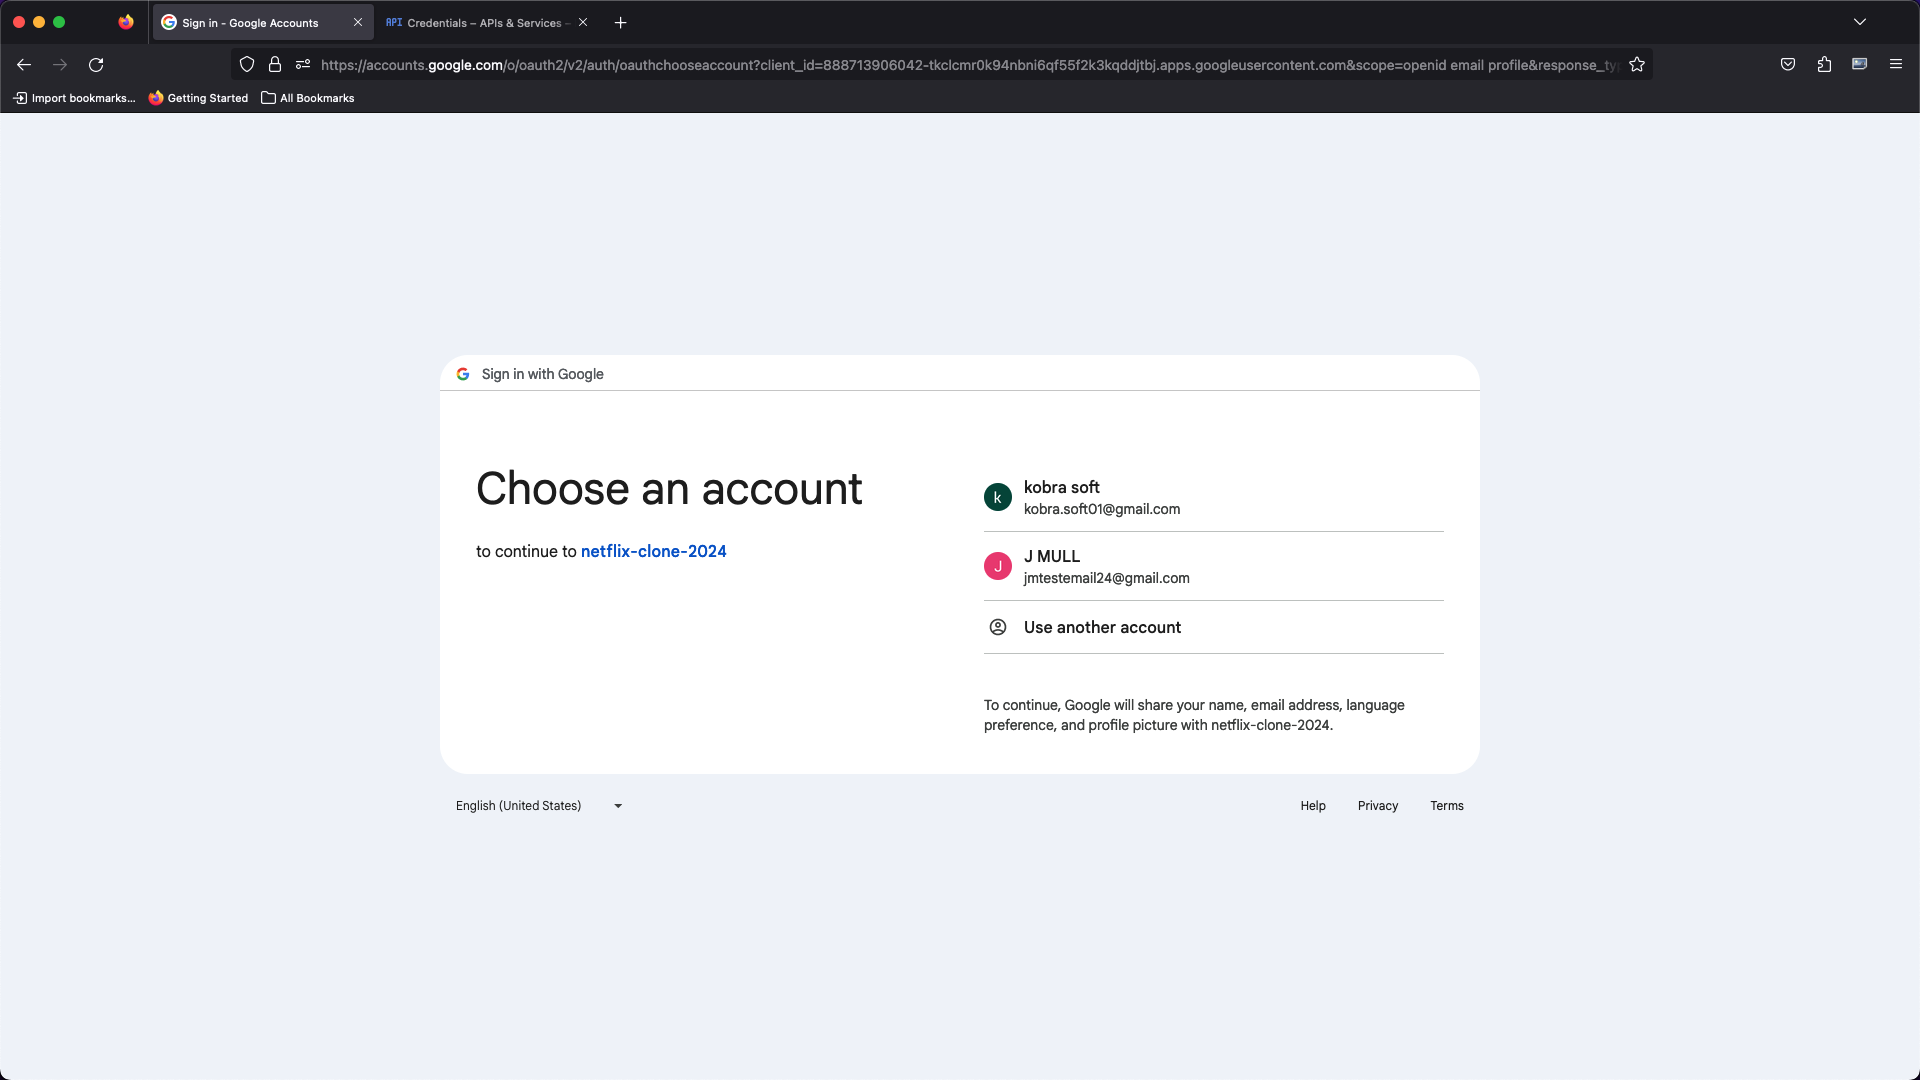 Sign in - Google Accounts
API Credentials – APIs & Services –
https://accounts.google.com/o/oauth2/v2/auth/oauthchooseaccount?client_id=888713906042-tkclcmr0k94nbni6qf55f2k3kqddjtbj.apps.googleusercontent.com&scope=openid email profile&response_ty
Import bookmarks...
Getting Started
All Bookmarks
Sign in with Google
Choose an account
to continue to netflix-clone-2024
k
kobra soft
kobra.soft01@gmail.com
J
J MULL
jmtestemail24@gmail.com
Use another account
To continue, Google will share your name, email address, language
preference, and profile picture with netflix-clone-2024.
English (United States)
Help
Privacy
Terms